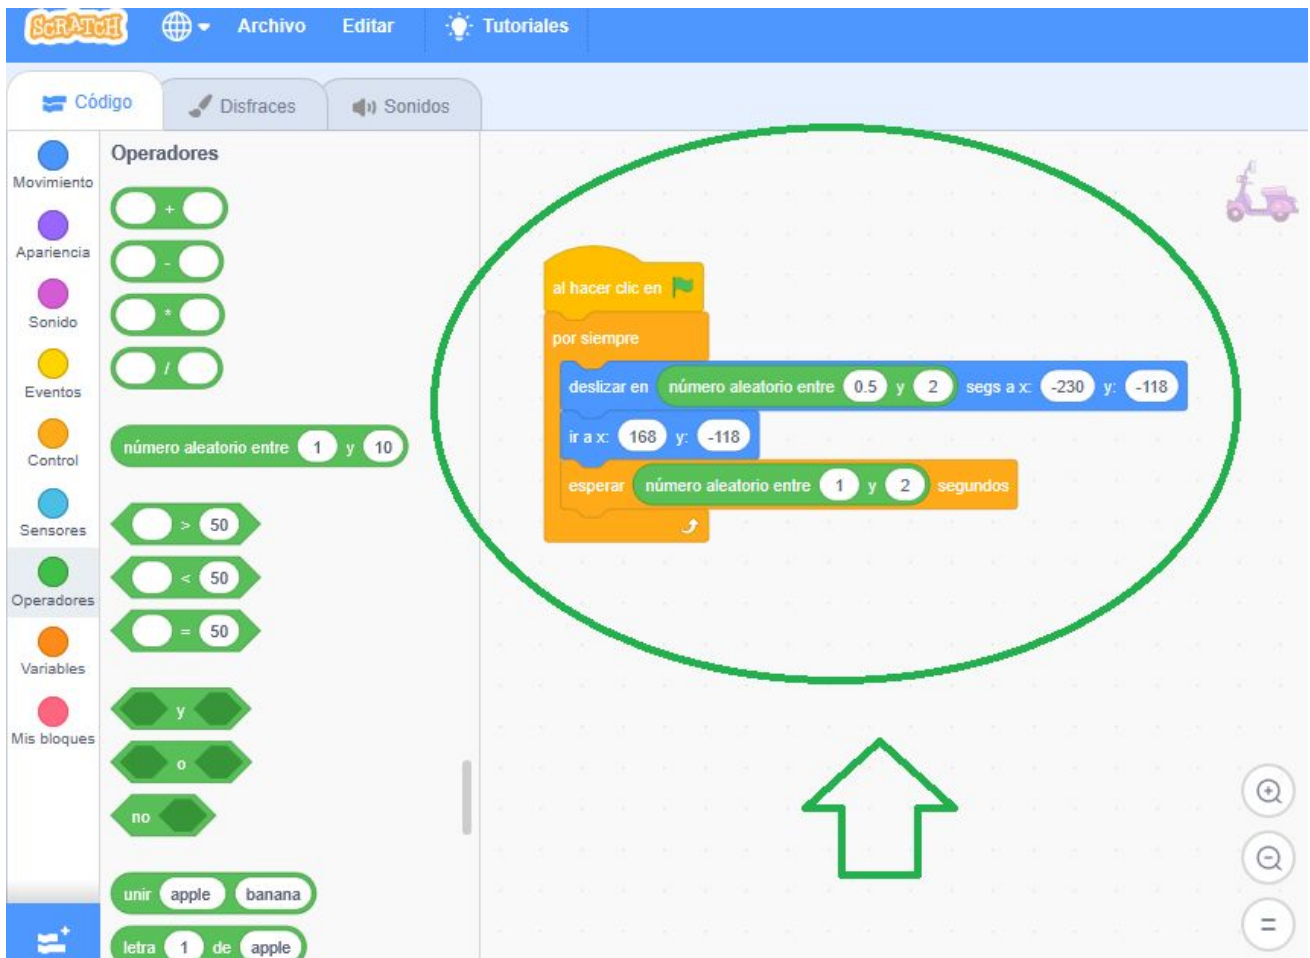 SCRATCH Archivo Editar Tutoriales
Código Disfraces Sonidos
Movimiento
Apariencia
Sonido
Eventos
Control
Sensores
Operadores
Variables
Mis bloques
Operadores
+
-
*
/
número aleatorio entre 1 y 10
> 50
< 50
= 50
y
o
no
unir apple banana
letra 1 de apple
al hacer clic en
por siempre
deslizar en número aleatorio entre 0.5 y 2 segs a x: -230 y: -118
ir a x: 168 y: -118
esperar número aleatorio entre 1 y 2 segundos